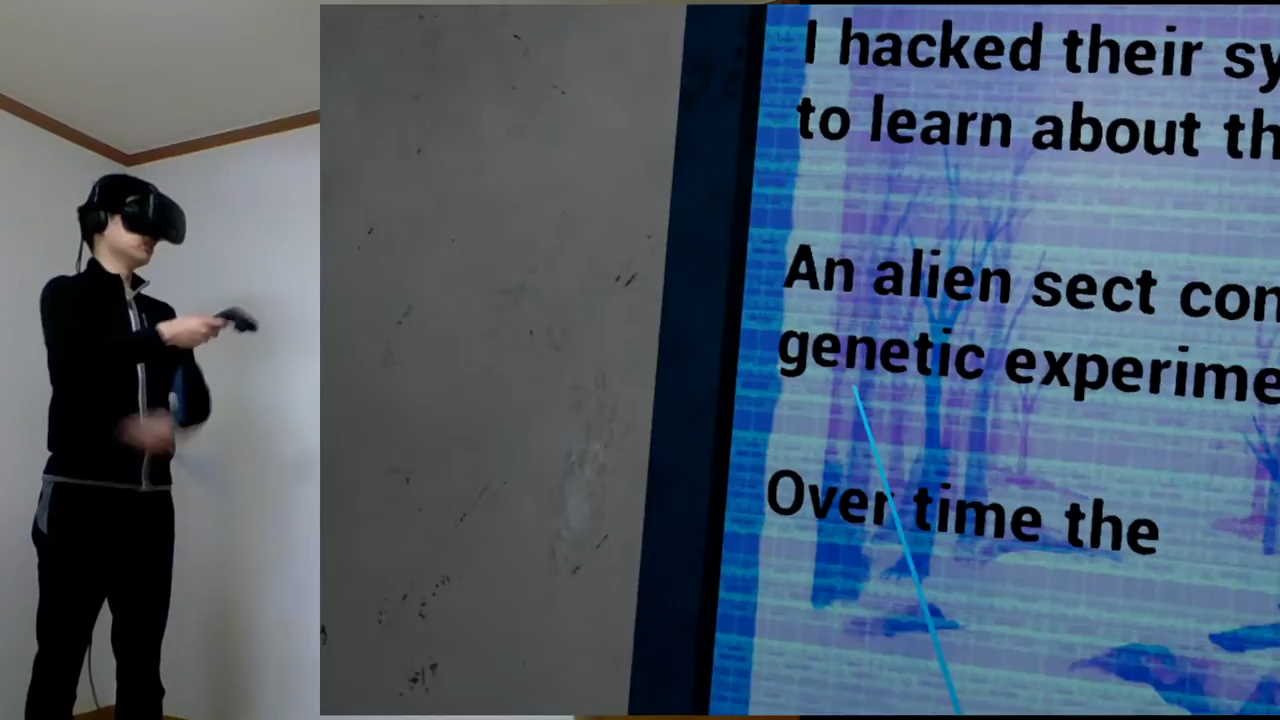 I hacked their sy
to learn about th
An alien sect con
genetic experime
Over time the